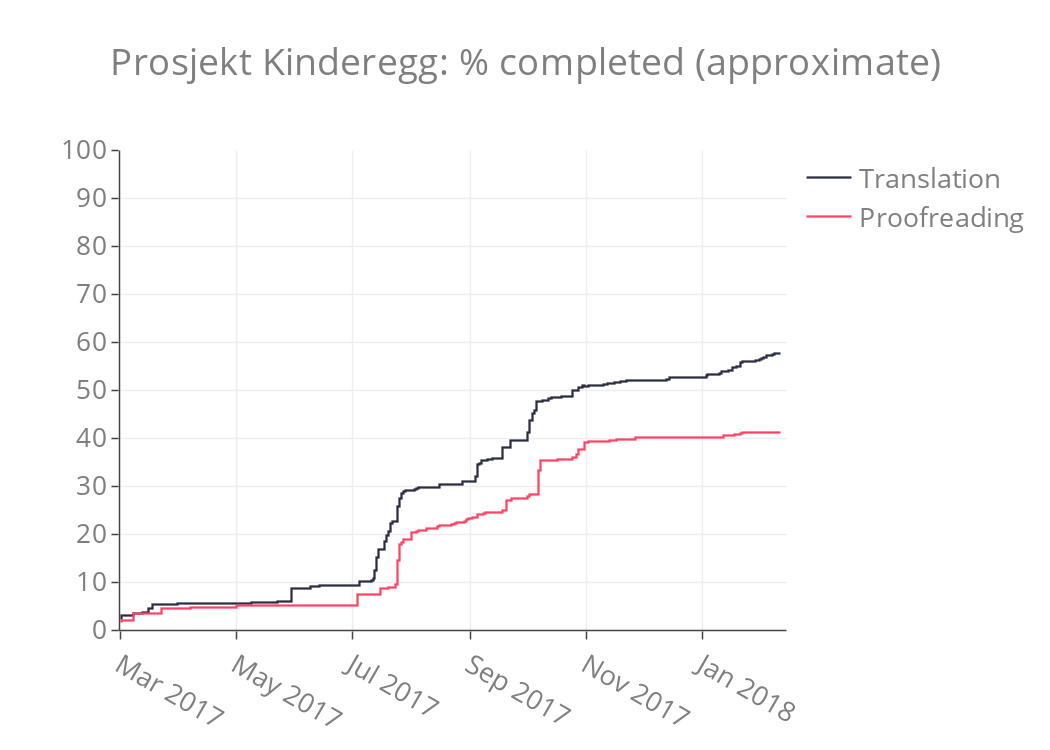 Prosjekt Kinderegg: % completed (approximate)
100
90
80
70
60
50
40
30
20
10
0
Translation
Proofreading
Mar 2017
May 2017
Jul 2017
Sep 2017
Nov 2017
Jan 2018